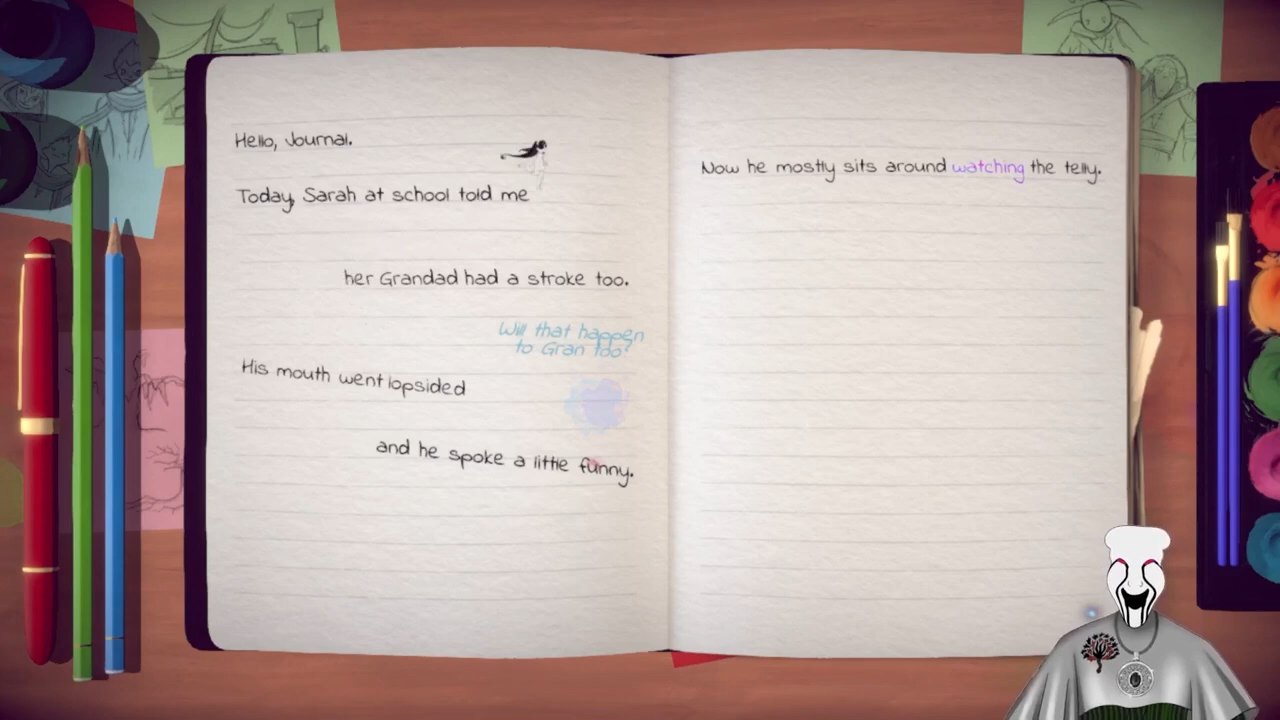 Hello, Journal.
Today, Sarah at school told me
her Grandad had a stroke too.
Will that happen
to Gran too?
His mouth went lopsided
and he spoke a little funny.
Now he mostly sits around watching the telly.